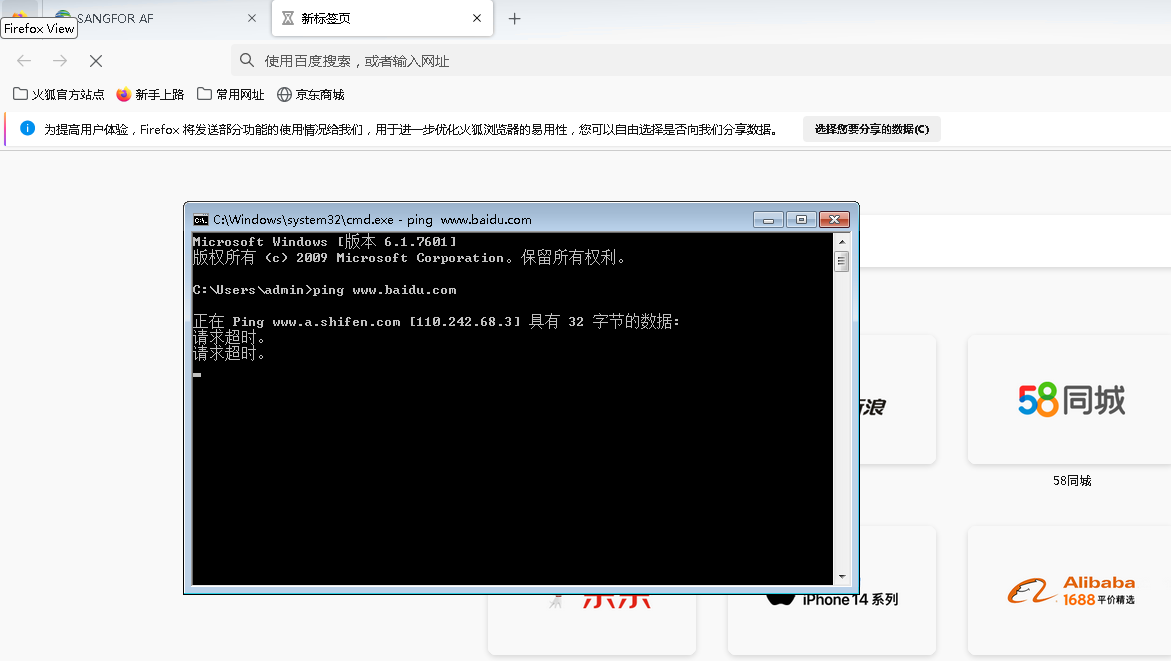 SANGFOR AF
新标签页
Firefox View
使用百度搜索，或者输入网址
火狐官方站点 新手上路 常用网址 京东商城
为提高用户体验，Firefox 将发送部分功能的使用情况给我们，用于进一步优化火狐浏览器的易用性，您可以自由选择是否向我们分享数据。 选择您要分享的数据(C)
C:\Windows\system32\cmd.exe - ping www.baidu.com
Microsoft Windows [版本 6.1.7601]
版权所有 (c) 2009 Microsoft Corporation。保留所有权利。
C:\Users\admin>ping www.baidu.com
正在 Ping www.a.shifen.com [110.242.68.3] 具有 32 字节的数据:
请求超时。
请求超时。
浪
58同城
58同城
iPhone 14 系列
Alibaba
1688 平价精选